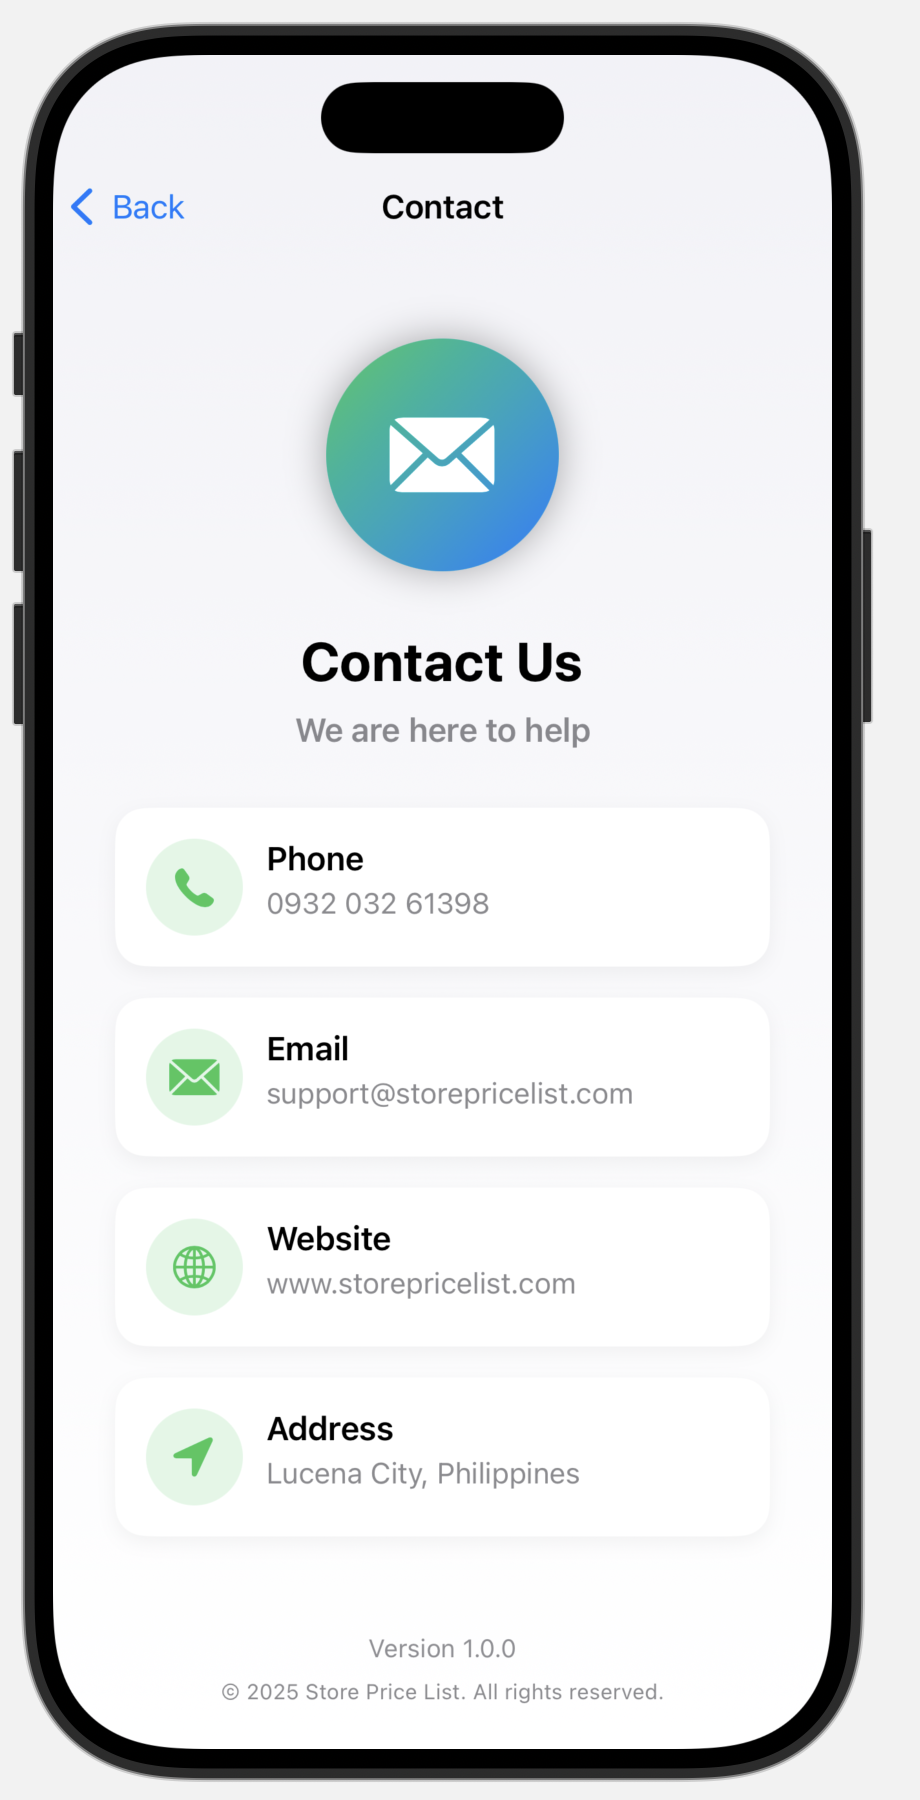 Back
Contact
Contact Us
We are here to help
Phone
0932 032 61398
Email
support@storepricelist.com
Website
www.storepricelist.com
Address
Lucena City, Philippines
Version 1.0.0
© 2025 Store Price List. All rights reserved.